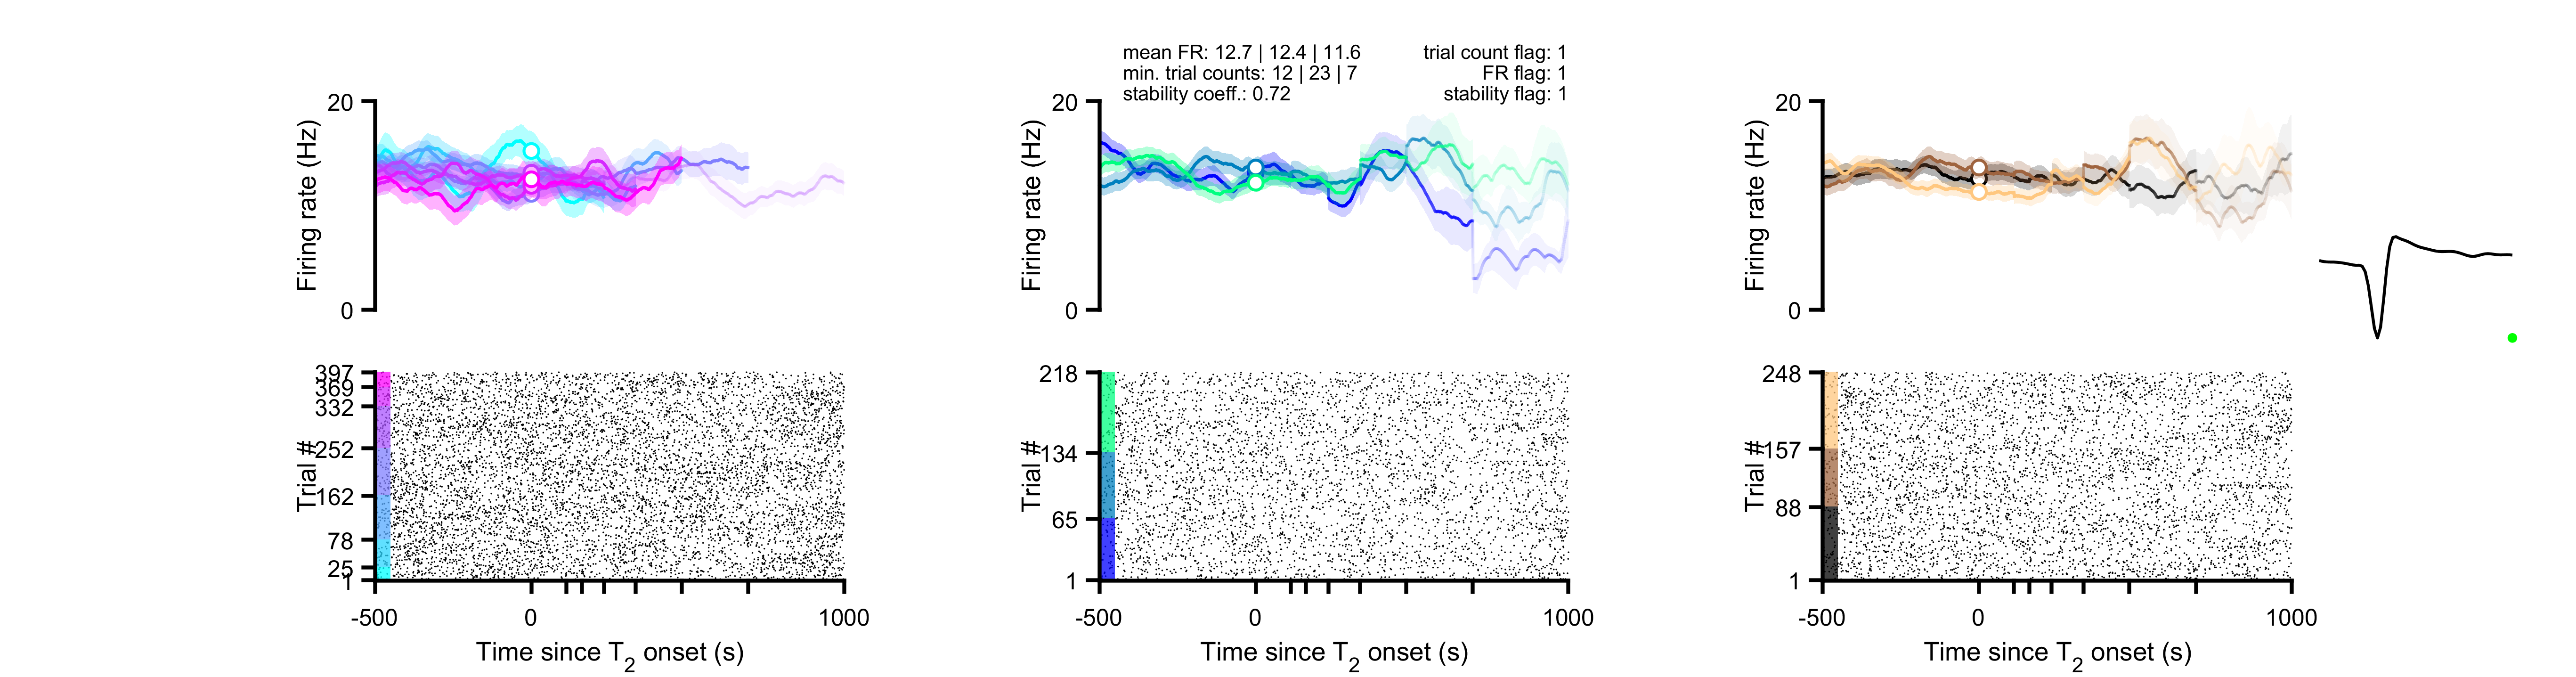 mean FR: 12.7 | 12.4 | 11.6
min. trial counts: 12 | 23 | 7
stability coeff.: 0.72
trial count flag: 1
FR flag: 1
stability flag: 1
20
Firing rate (Hz)
0
20
Firing rate (Hz)
0
20
Firing rate (Hz)
0
397
369
332
252
162
78
25
1
Trial #
-500
0
1000
Time since T2 onset (s)
218
134
65
1
Trial #
-500
0
1000
Time since T2 onset (s)
248
157
88
1
Trial #
-500
0
1000
Time since T2 onset (s)